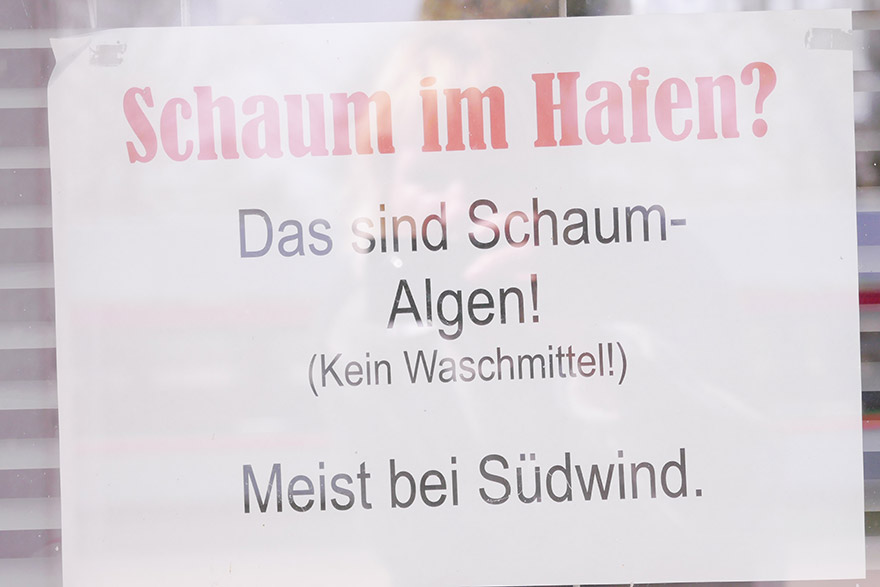 Schaum im Hafen?
Das sind Schaum-
Algen!
(Kein Waschmittel!)
Meist bei Südwind.